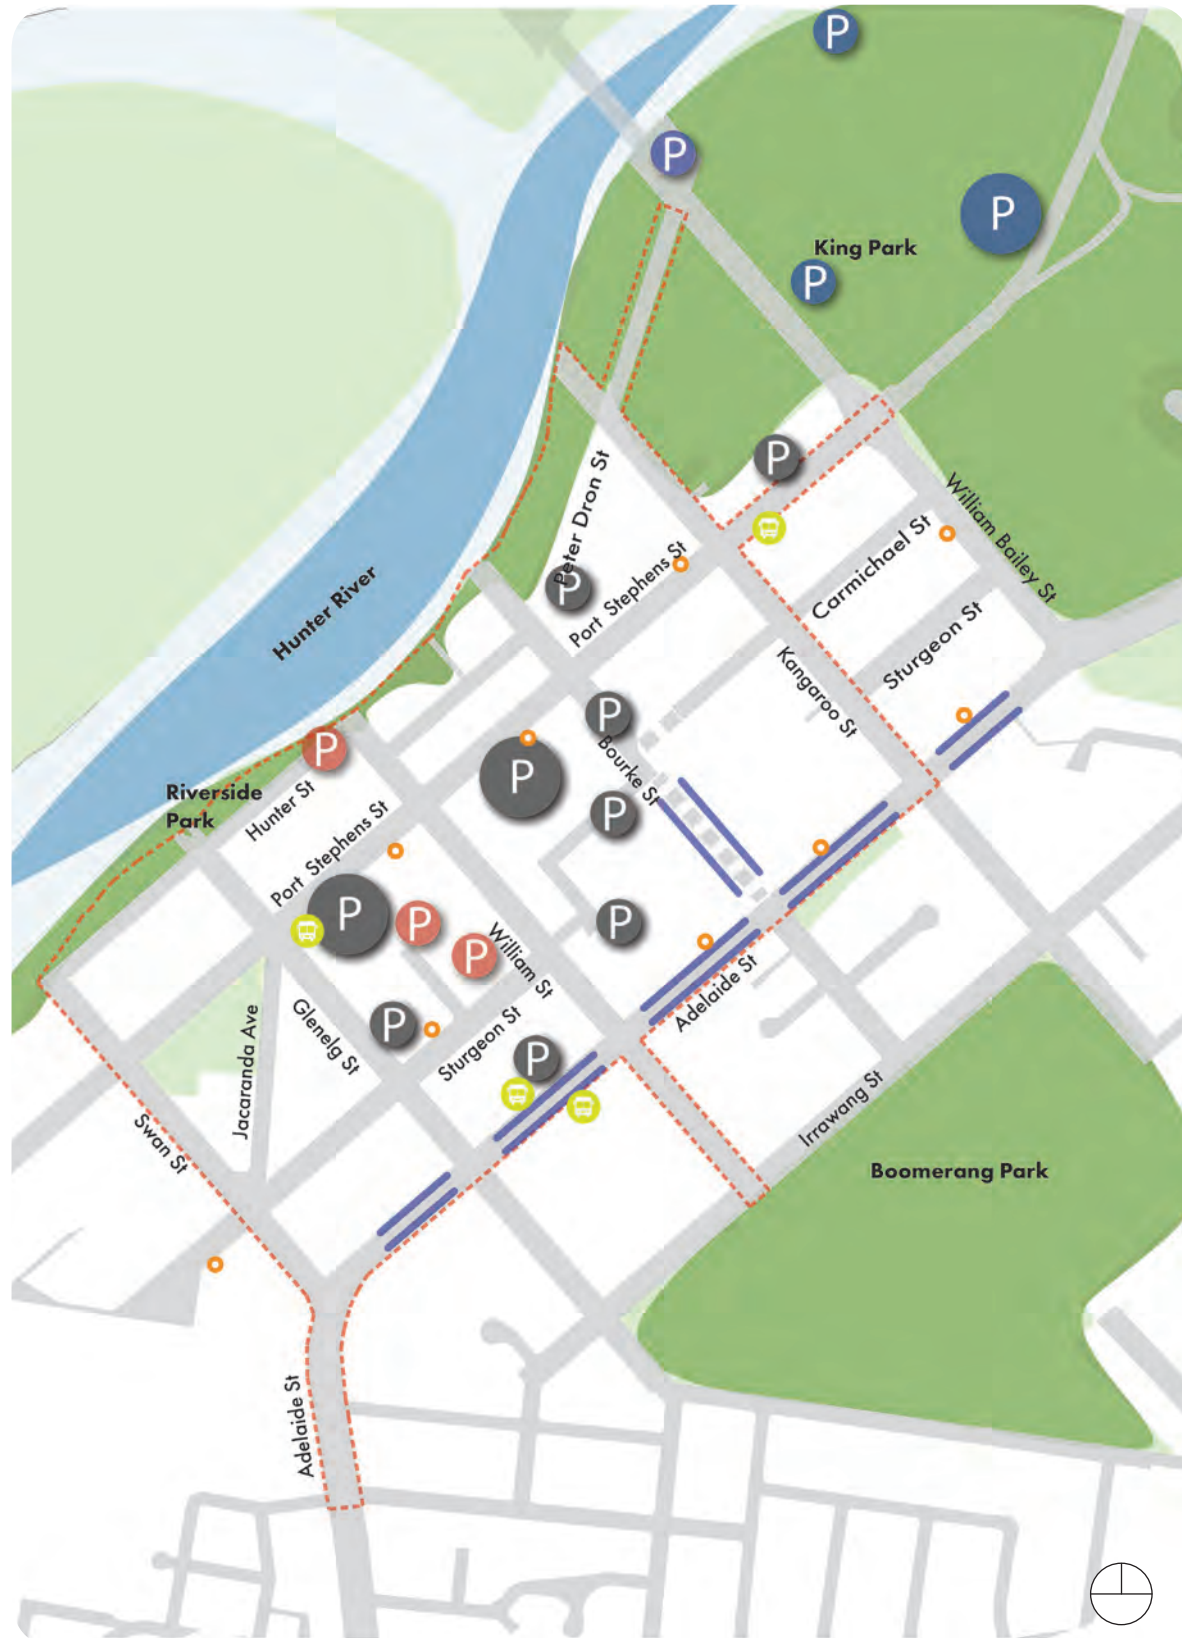 P
P
P
King Park
P
P
Peter Dron St
William Bailey St
Carmichael St
P
Port Stephens St
Hunter River
Sturgeon St
Kangaroo St
P
Bourke St
P
P
Riverside
Park
Hunter St
P
Port Stephens St
P
P
P
P
William St
Adelaide St
P
Glenelg St
Jacaranda Ave
Sturgeon St
P
Swan St
Irrawang St
Boomerang Park
Adelaide St